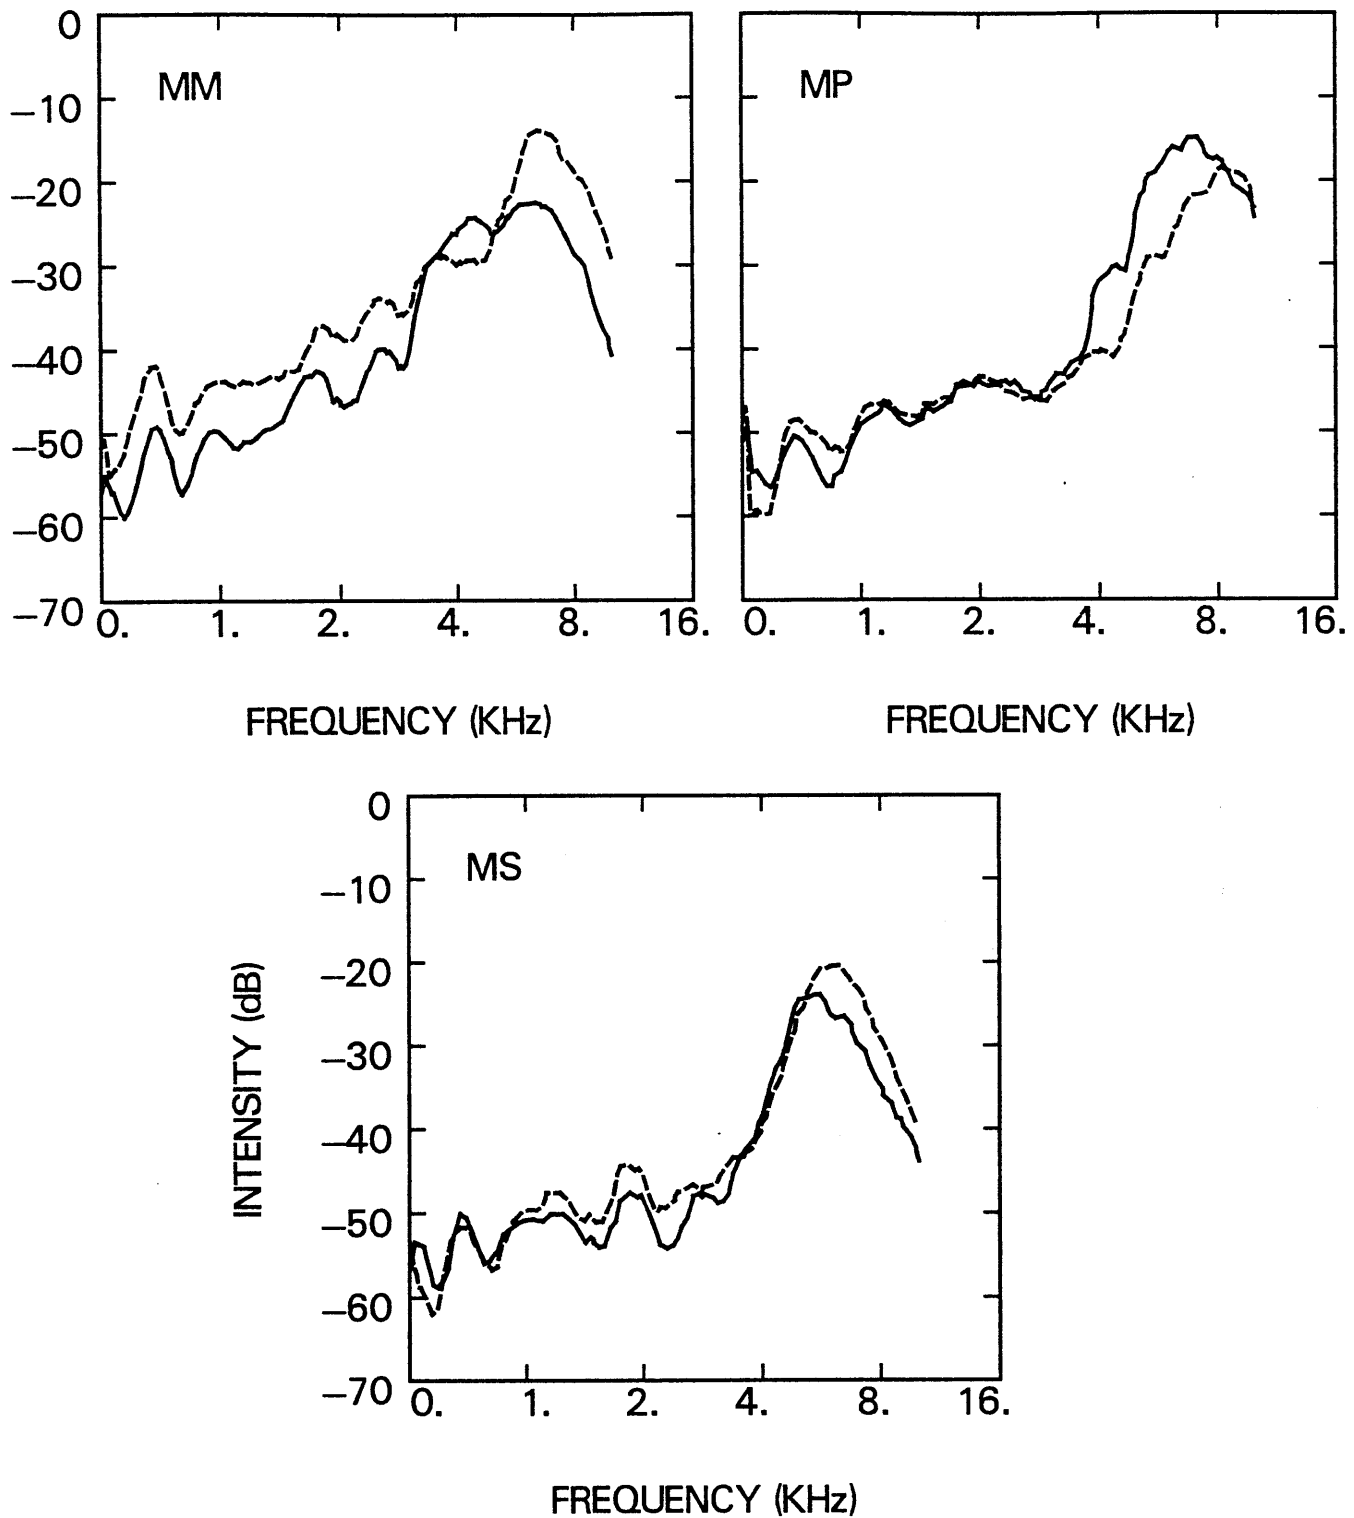 0
MM
MP
−10
−20
−30
−40
−50
−60
−70
0. 1. 2. 4. 8. 16.
0. 1. 2. 4. 8. 16.
FREQUENCY (KHz)
FREQUENCY (KHz)
0
MS
−10
−20
−30
−40
−50
−60
−70
INTENSITY (dB)
0. 1. 2. 4. 8. 16.
FREQUENCY (KHz)